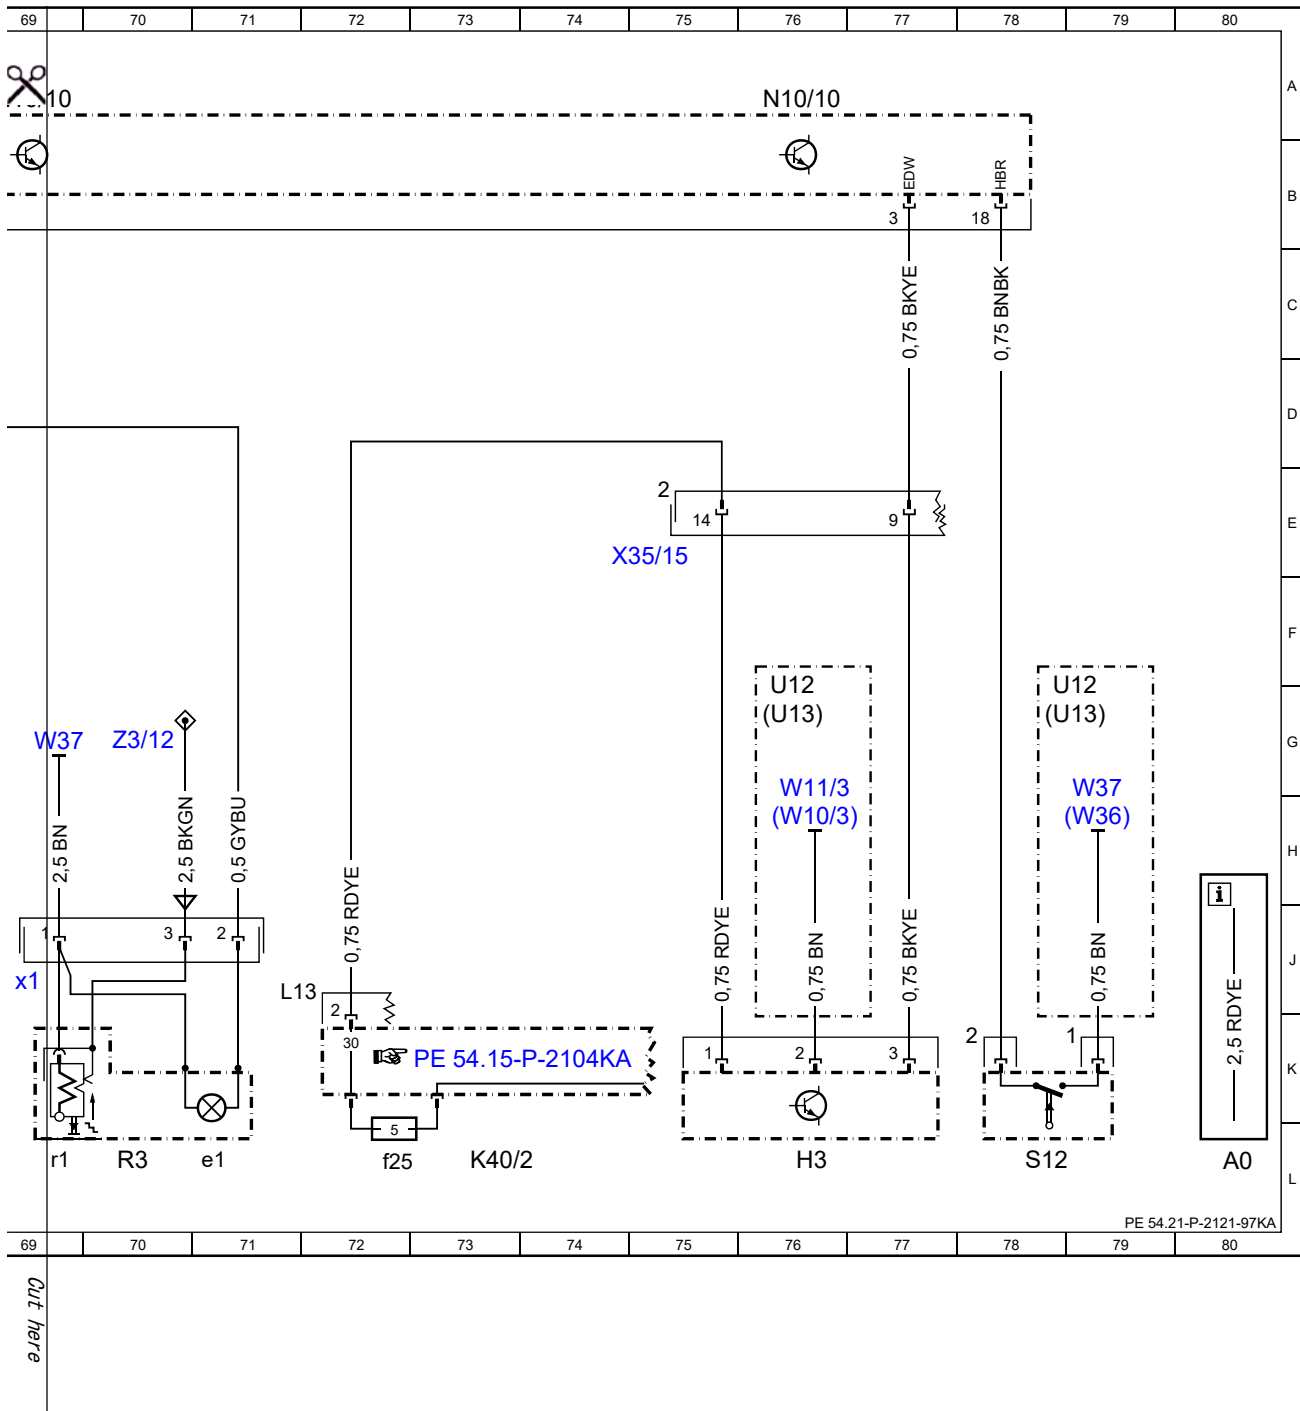 69 70 71 72 73 74 75 76 77 78 79 80
A
10 N10/10
EDW HBR
B
3 18
0,75 BKYE 0,75 BNBK
C
D
2
14 9
E
X35/15
F
U12 U12
(U13) (U13)
W37 Z3/12
G
W11/3 W37
(W10/3) (W36)
2,5 BN 2,5 BKGN 0,5 GYBU
H
i
0,75 RDYE
1 3 2
0,75 RDYE 0,75 BN 0,75 BKYE 0,75 BN
J
x1
L13
2
2,5 RDYE
30
2 1
PE 54.15-P-2104KA
1 2 3
K
5
r1 R3 e1 f25 K40/2 H3 S12 A0
L
PE 54.21-P-2121-97KA
69 70 71 72 73 74 75 76 77 78 79 80
Cut here